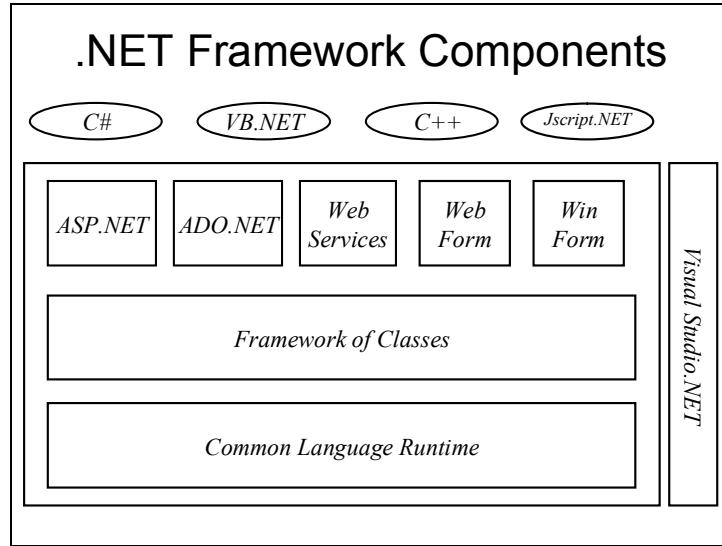 .NET Framework Components
C#
VB.NET
C++
Jscript.NET
ASP.NET
ADO.NET
Web
Services
Web
Form
Win
Form
Framework of Classes
Common Language Runtime
Visual Studio.NET